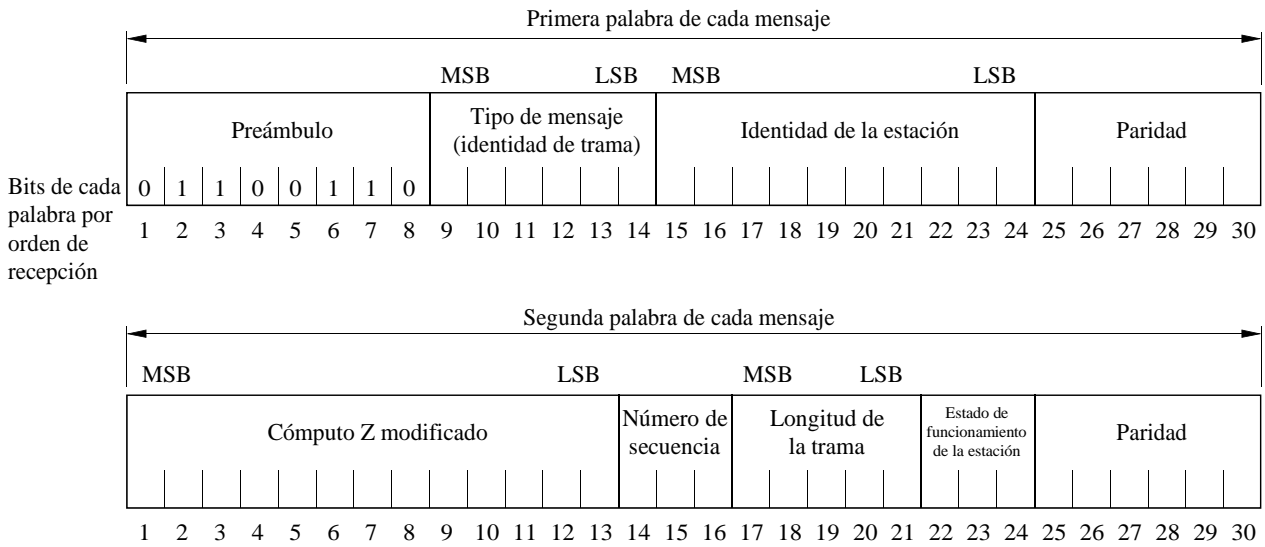 Primera palabra de cada mensaje
MSB LSB MSB LSB
Preámbulo
Tipo de mensaje
(identidad de trama)
Identidad de la estación
Paridad
Bits de cada
palabra por
orden de
recepción
0 1 1 0 0 1 1 0
1 2 3 4 5 6 7 8 9 10 11 12 13 14 15 16 17 18 19 20 21 22 23 24 25 26 27 28 29 30
Segunda palabra de cada mensaje
MSB LSB MSB LSB
Cómputo Z modificado
Número de
secuencia
Longitud de
la trama
Estado de
funcionamiento
de la estación
Paridad
1 2 3 4 5 6 7 8 9 10 11 12 13 14 15 16 17 18 19 20 21 22 23 24 25 26 27 28 29 30